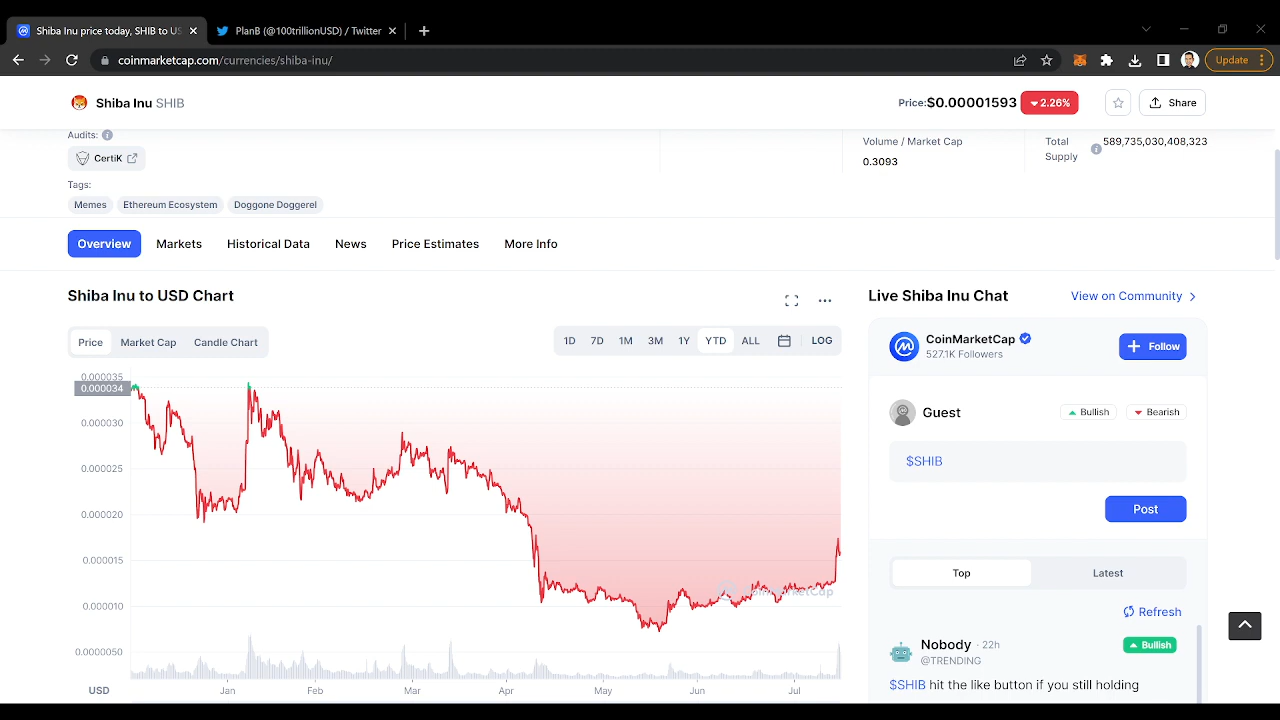 Shiba Inu price today, SHIB to US
PlanB (@100trillionUSD) / Twitter
coinmarketcap.com/currencies/shiba-inu/
Update
Shiba Inu SHIB
Price:$0.00001593 2.26%
Share
Audits:
CertiK
Tags:
Memes Ethereum Ecosystem Doggone Doggerel
Volume / Market Cap
0.3093
Total
Supply
589,735,030,408,323
Overview Markets Historical Data News Price Estimates More Info
Shiba Inu to USD Chart
Price Market Cap Candle Chart
1D 7D 1M 3M 1Y YTD ALL LOG
0.000035
0.000034
0.000030
0.000025
0.000020
0.000015
0.000010
0.0000050
USD Jan Feb Mar Apr May Jun Jul
Live Shiba Inu Chat
View on Community
CoinMarketCap
527.1K Followers
Follow
Guest
Bullish Bearish
$SHIB
Post
Top Latest
Refresh
Nobody · 22h
@TRENDING
Bullish
$SHIB hit the like button if you still holding